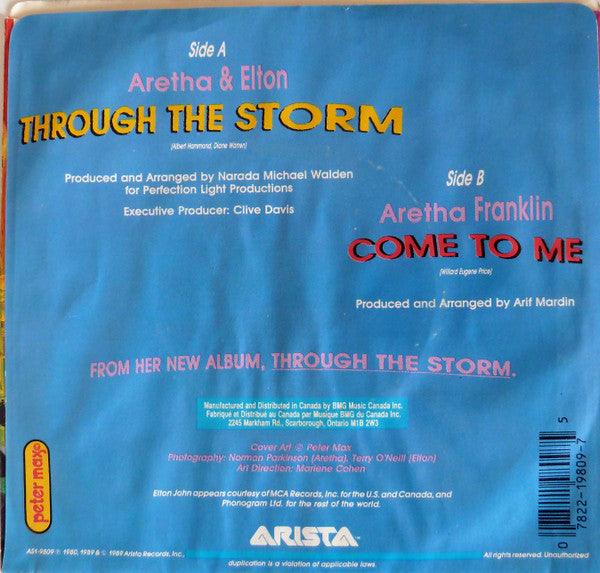 Side A
Aretha & Elton
THROUGH THE STORM
(Albert Hammond, Diane Warren)
Produced and Arranged by Narada Michael Walden
for Perfection Light Productions
Executive Producer: Clive Davis
Side B
Aretha Franklin
COME TO ME
(Willard Eugene Price)
Produced and Arranged by Arif Mardin
FROM HER NEW ALBUM, THROUGH THE STORM.
Manufactured and Distributed in Canada by BMG Music Canada Inc.
Fabriqué et Distribué au Canada par Musique BMG du Canada Inc.
2245 Markham Rd., Scarborough, Ontario M1B 2W3
Cover Art © Peter Max
Photography: Norman Parkinson (Aretha), Terry O'Neill (Elton)
Art Direction: Marlene Cohen
Elton John appears courtesy of MCA Records, Inc. for the U.S. and Canada, and
Phonogram Ltd. for the rest of the world.
peter max©
ARISTA™
AS1-9809 ℗ 1980, 1989 & © 1989 Arista Records, Inc.,
All rights reserved. Unauthorized
duplication is a violation of applicable laws.
0 7822-19809-7 5